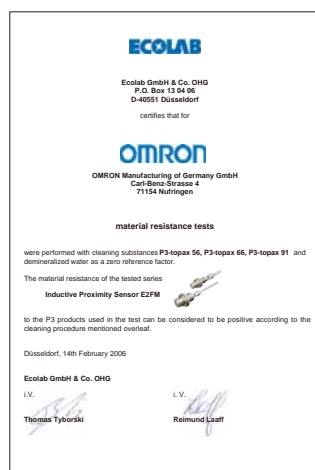 ECOLAB
Ecolab GmbH & Co. OHG
P.O. Box 13 04 06
D-40551 Düsseldorf
certifies that for
OMRON
OMRON Manufacturing of Germany GmbH
Carl-Benz-Strasse 4
71154 Nufringen
material resistance tests
were performed with cleaning substances P3-topax 56, P3-topax 66, P3-topax 91 and
demineralized water as a zero reference factor.
The material resistance of the tested series
Inductive Proximity Sensor E2FM
to the P3 products used in the test can be considered to be positive according to the
cleaning procedure mentioned overleaf.
Düsseldorf, 14th February 2006
Ecolab GmbH & Co. OHG
i.V. i. V.
Thomas Tyborski Reimund Laaff